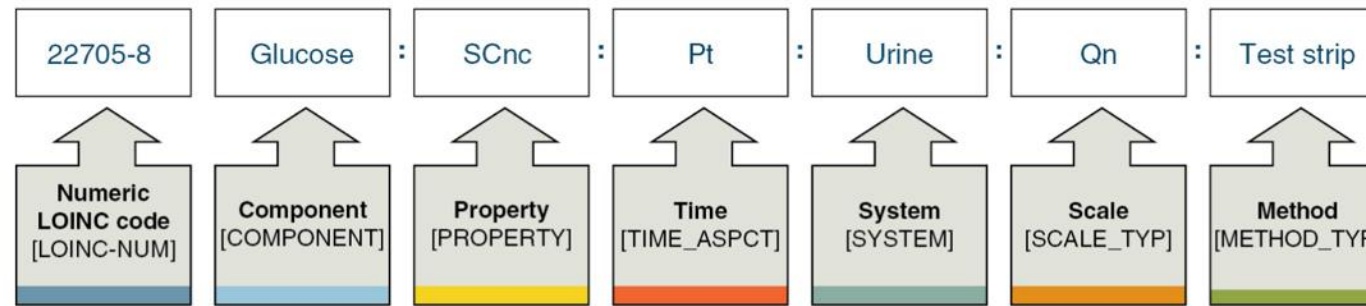 22705-8 Glucose : SCnc : Pt : Urine : Qn : Test strip
Numeric
LOINC code
[LOINC-NUM]
Component
[COMPONENT]
Property
[PROPERTY]
Time
[TIME_ASPCT]
System
[SYSTEM]
Scale
[SCALE_TYP]
Method
[METHOD_TYP